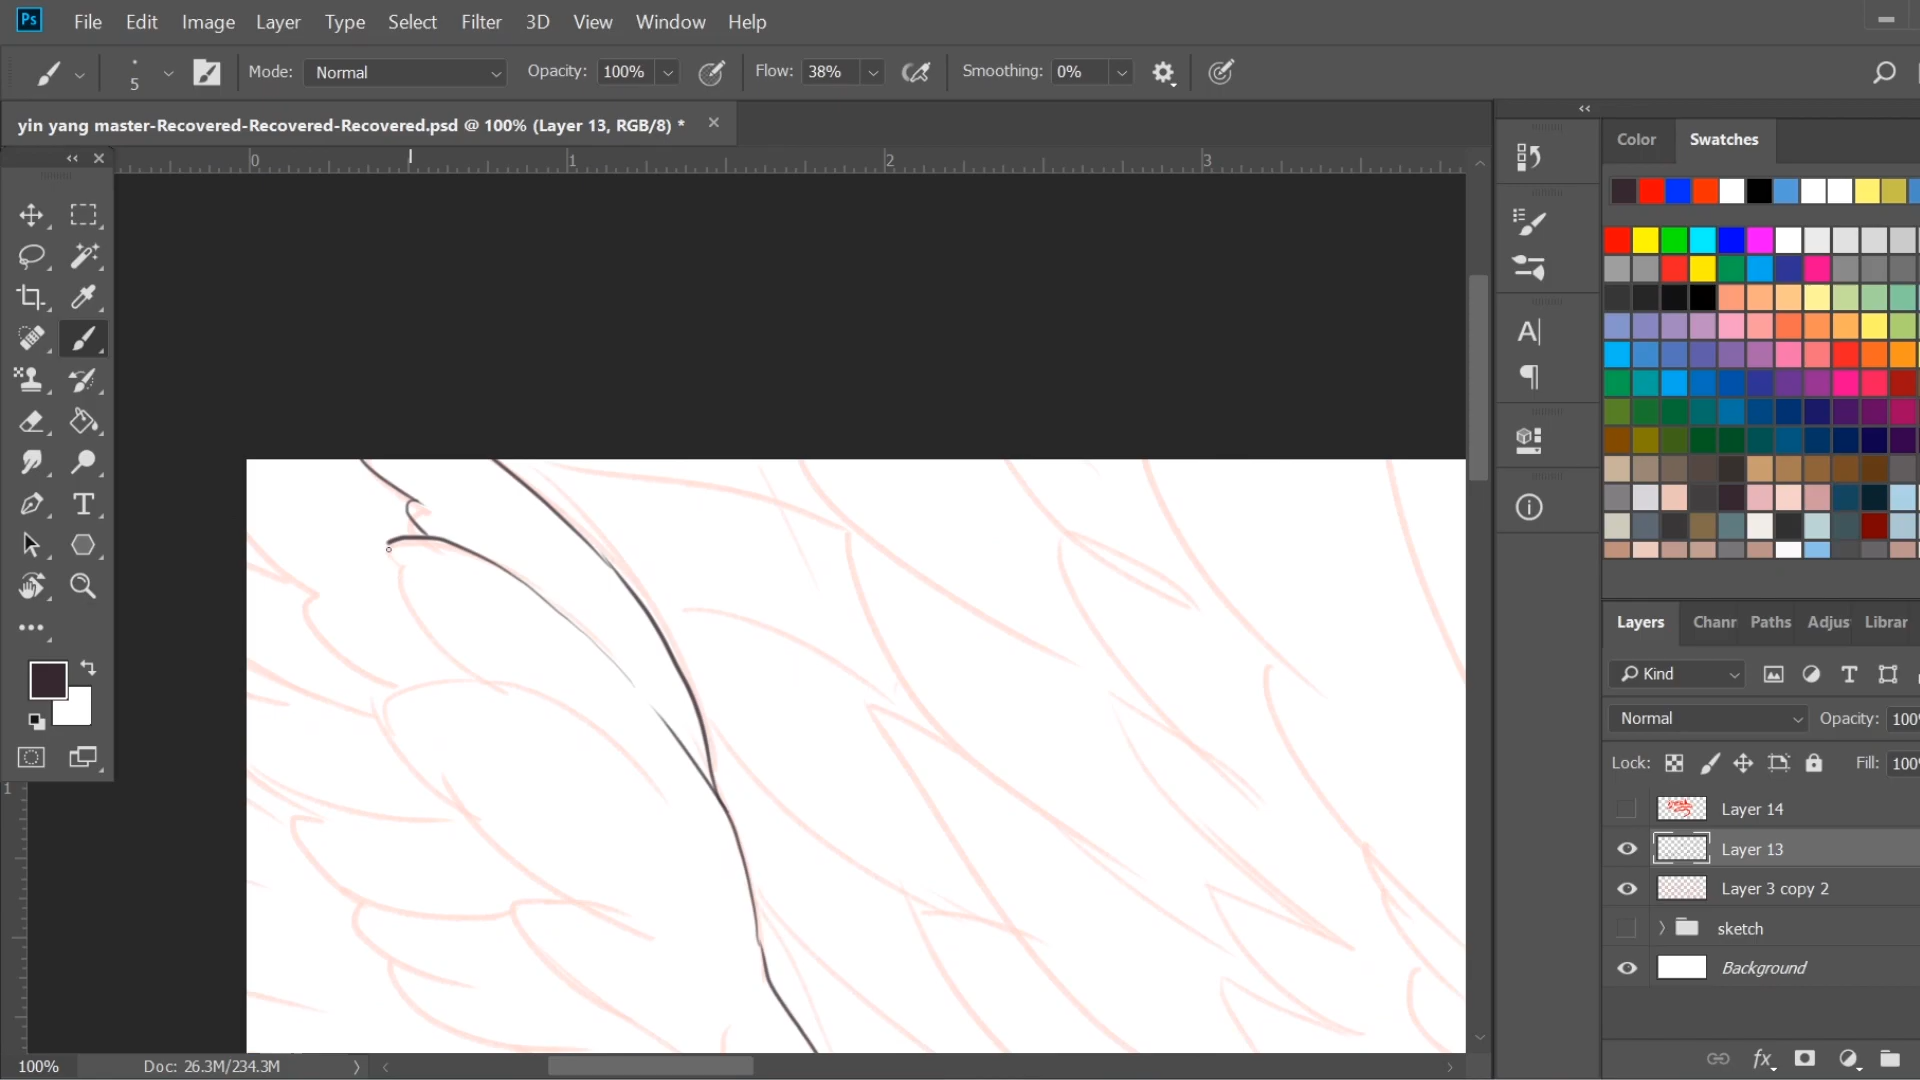 Ps File Edit Image Layer Type Select Filter 3D View Window Help
5 Mode: Normal Opacity: 100% Flow: 38% Smoothing: 0%
yin yang master-Recovered-Recovered-Recovered.psd @ 100% (Layer 13, RGB/8) *
0 1 2 3
Color Swatches
Layers Chanr Paths Adjus Librar
Kind
Normal Opacity: 100
Lock: Fill: 100
1
Layer 14
Layer 13
Layer 3 copy 2
sketch
Background
100% Doc: 26.3M/234.3M
fx